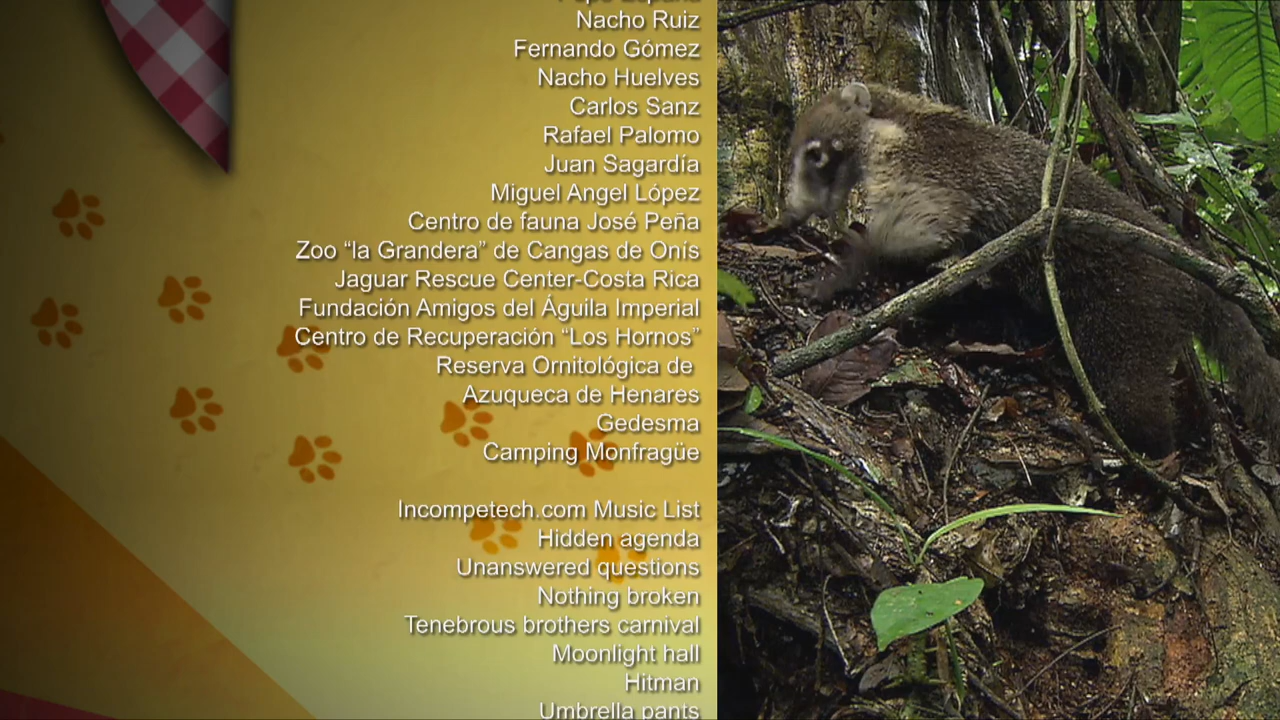 Nacho Ruiz
Fernando Gómez
Nacho Huelves
Carlos Sanz
Rafael Palomo
Juan Sagardía
Miguel Angel López
Centro de fauna José Peña
Zoo “la Grandera” de Cangas de Onís
Jaguar Rescue Center-Costa Rica
Fundación Amigos del Águila Imperial
Centro de Recuperación “Los Hornos”
Reserva Ornitológica de
Azuqueca de Henares
Gedesma
Camping Monfragüe
Incompetech.com Music List
Hidden agenda
Unanswered questions
Nothing broken
Tenebrous brothers carnival
Moonlight hall
Hitman
Umbrella pants